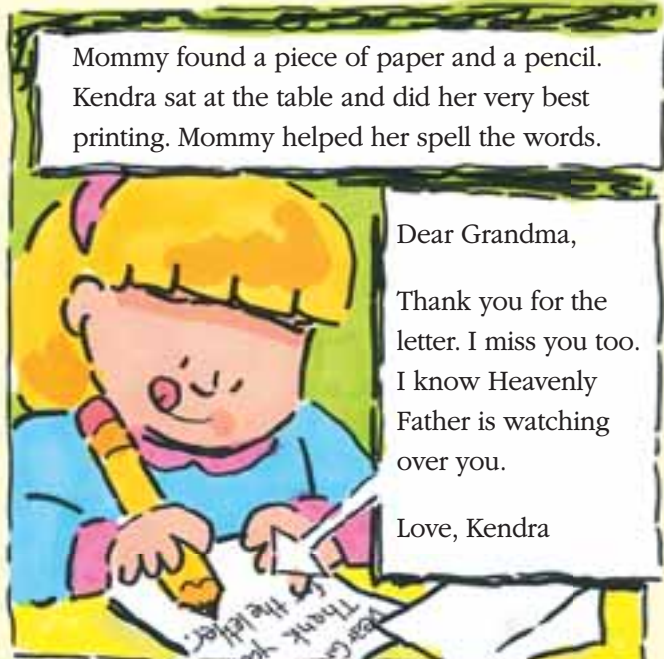 Mommy found a piece of paper and a pencil.
Kendra sat at the table and did her very best
printing. Mommy helped her spell the words.
Dear Grandma,
Thank you for the
letter. I miss you too.
I know Heavenly
Father is watching
over you.
Love, Kendra
Thank you
for the letter.